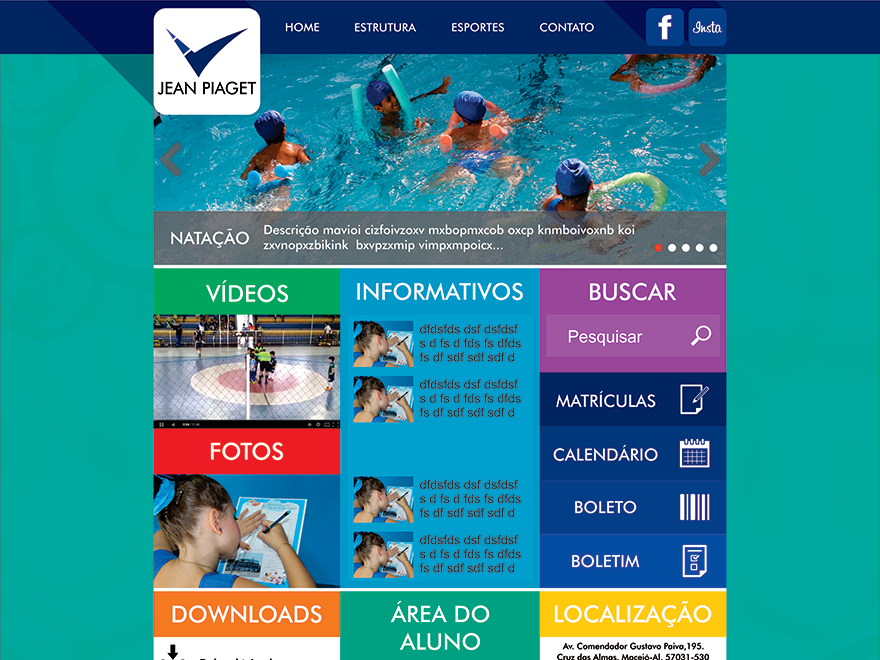 HOME ESTRUTURA ESPORTES CONTATO
f
Insta
JEAN PIAGET
NATAÇÃO
Descrição mavioi cizfoivzoxv mxbopmxcob oxcp knmboivoxnb koi
zxvnopxzbikink bxvpzxmip vimpxmpoicx...
VÍDEOS
FOTOS
INFORMATIVOS
dfdsfds dsf dsfdsf
s d fs d fds fs dfds
fs df sdf sdf sdf d
dfdsfds dsf dsfdsf
s d fs d fds fs dfds
fs df sdf sdf sdf d
dfdsfds dsf dsfdsf
s d fs d fds fs dfds
fs df sdf sdf sdf d
dfdsfds dsf dsfdsf
s d fs d fds fs dfds
fs df sdf sdf sdf d
BUSCAR
Pesquisar
MATRÍCULAS
CALENDÁRIO
BOLETO
BOLETIM
DOWNLOADS
ÁREA DO
ALUNO
LOCALIZAÇÃO
Av. Comendador Gustavo Paiva,195.
Cruz das Almas, Maceió-Al, 57031-530